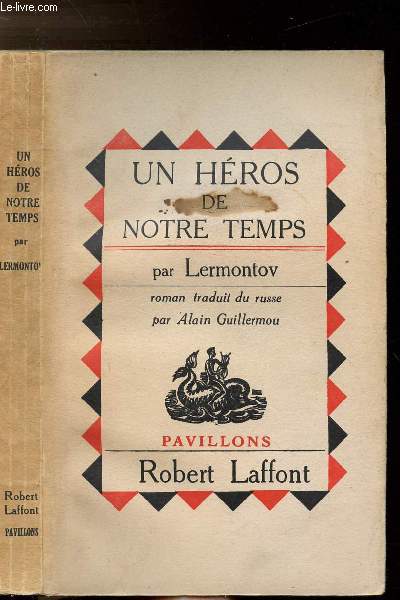 Le-livre.com
UN
HÉROS
DE
NOTRE
TEMPS
par
LERMONTO
Robert
Laffont
PAVILLONS
UN HÉROS
DE
NOTRE TEMPS
par Lermontov
roman traduit du russe
par Alain Guillermou
PAVILLONS
Robert Laffont